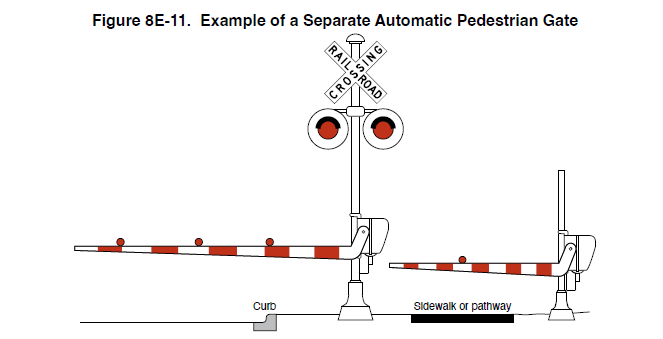 Figure 8E-11. Example of a Separate Automatic Pedestrian Gate
RAILROAD
CROSSING
Curb
Sidewalk or pathway